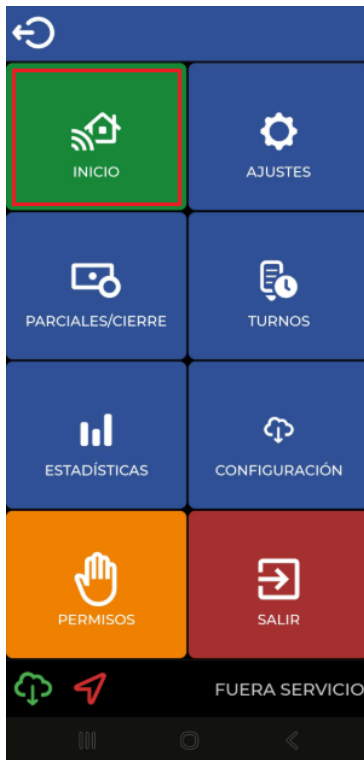 INICIO
AJUSTES
PARCIALES/CIERRE
TURNOS
ESTADÍSTICAS
CONFIGURACIÓN
PERMISOS
SALIR
FUERA SERVICIO